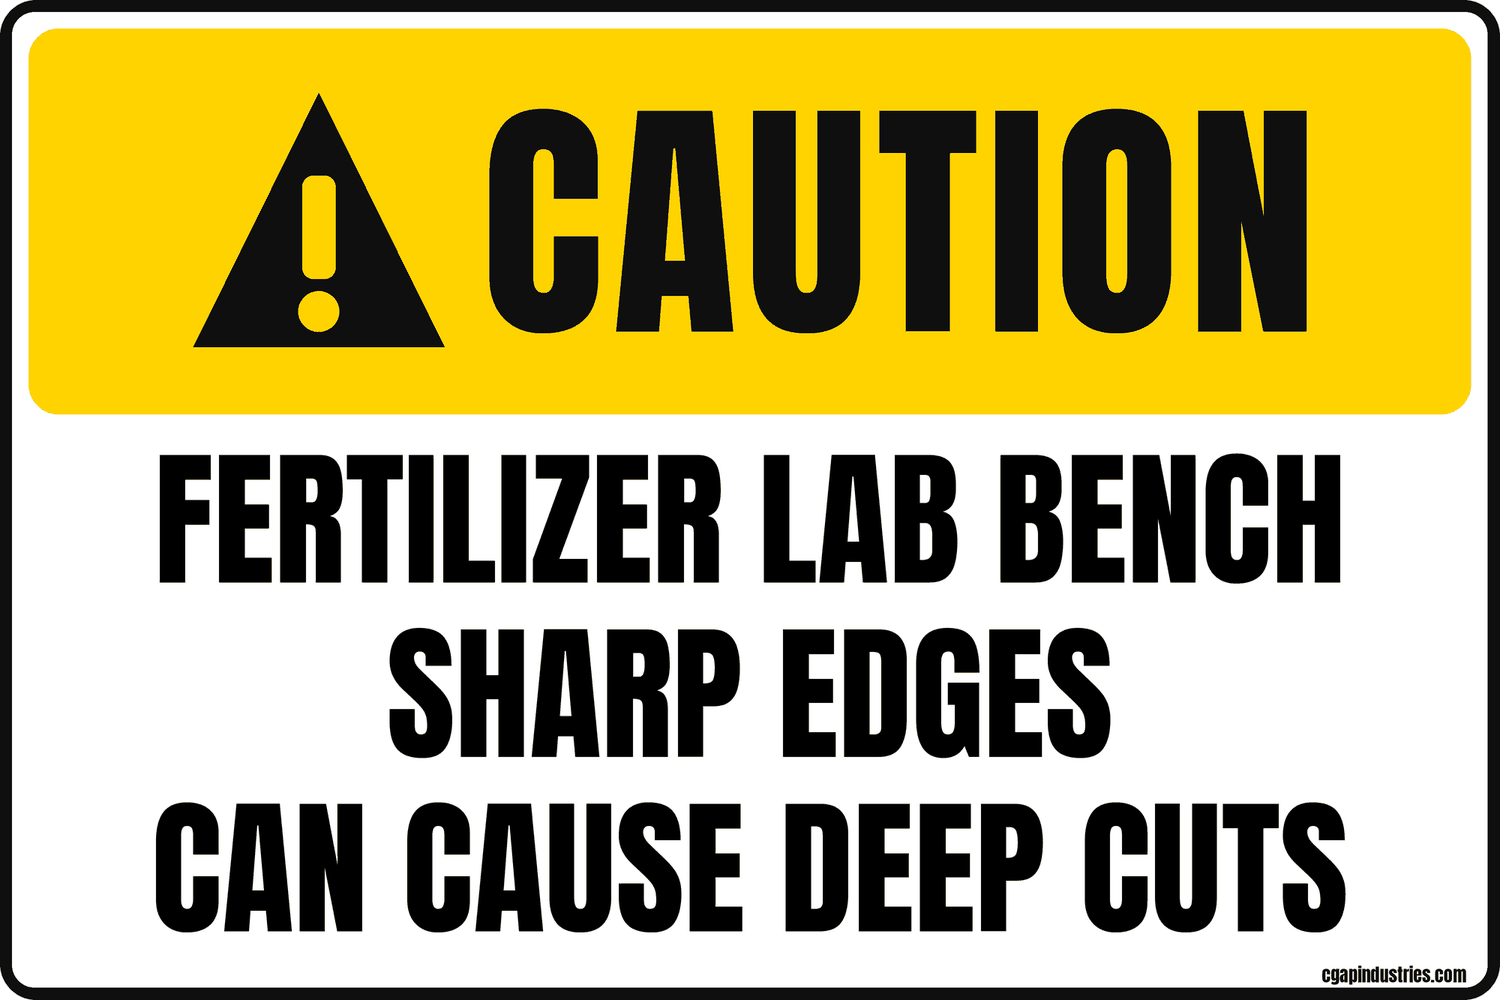 CAUTION
FERTILIZER LAB BENCH
SHARP EDGES
CAN CAUSE DEEP CUTS
cgapindustries.com